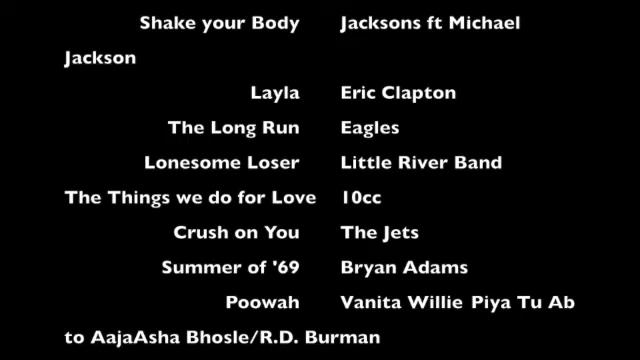 Shake your Body Jacksons ft Michael
Jackson
Layla Eric Clapton
The Long Run Eagles
Lonesome Loser Little River Band
The Things we do for Love 10cc
Crush on You The Jets
Summer of '69 Bryan Adams
Poowah Vanita Willie Piya Tu Ab
to AajaAsha Bhosle/R.D. Burman